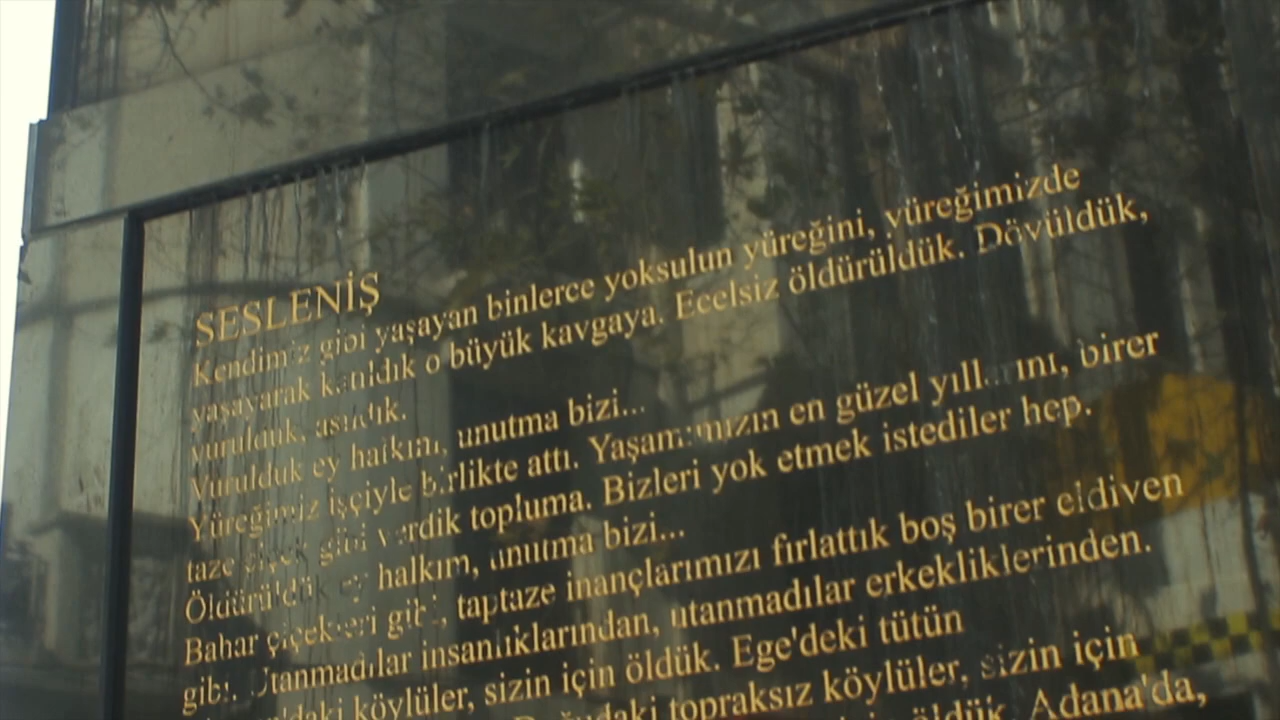 SESLENİŞ
Kendimiz gibi yaşayan binlerce yoksulun yüreğini, yüreğimizde
yaşayarak katıldık o büyük kavgaya. Ecelsiz öldürüldük. Dövüldük,
vurulduk, asıldık.
Vurulduk ey halkım, unutma bizi...
Yüreğimiz işçiyle birlikte attı. Yaşamımızın en güzel yıllarını, birer
taze çiçek gibi verdik topluma. Bizleri yok etmek istediler hep.
Öldürüldük ey halkım, unutma bizi...
Bahar çiçekleri gibi, taptaze inançlarımızı fırlattık boş birer eldiven
gibi. Utanmadılar insanlıklarından, utanmadılar erkekliklerinden.
köylüler, sizin için öldük. Ege'deki tütün
topraksız köylüler, sizin için
öldük. Adana'da,